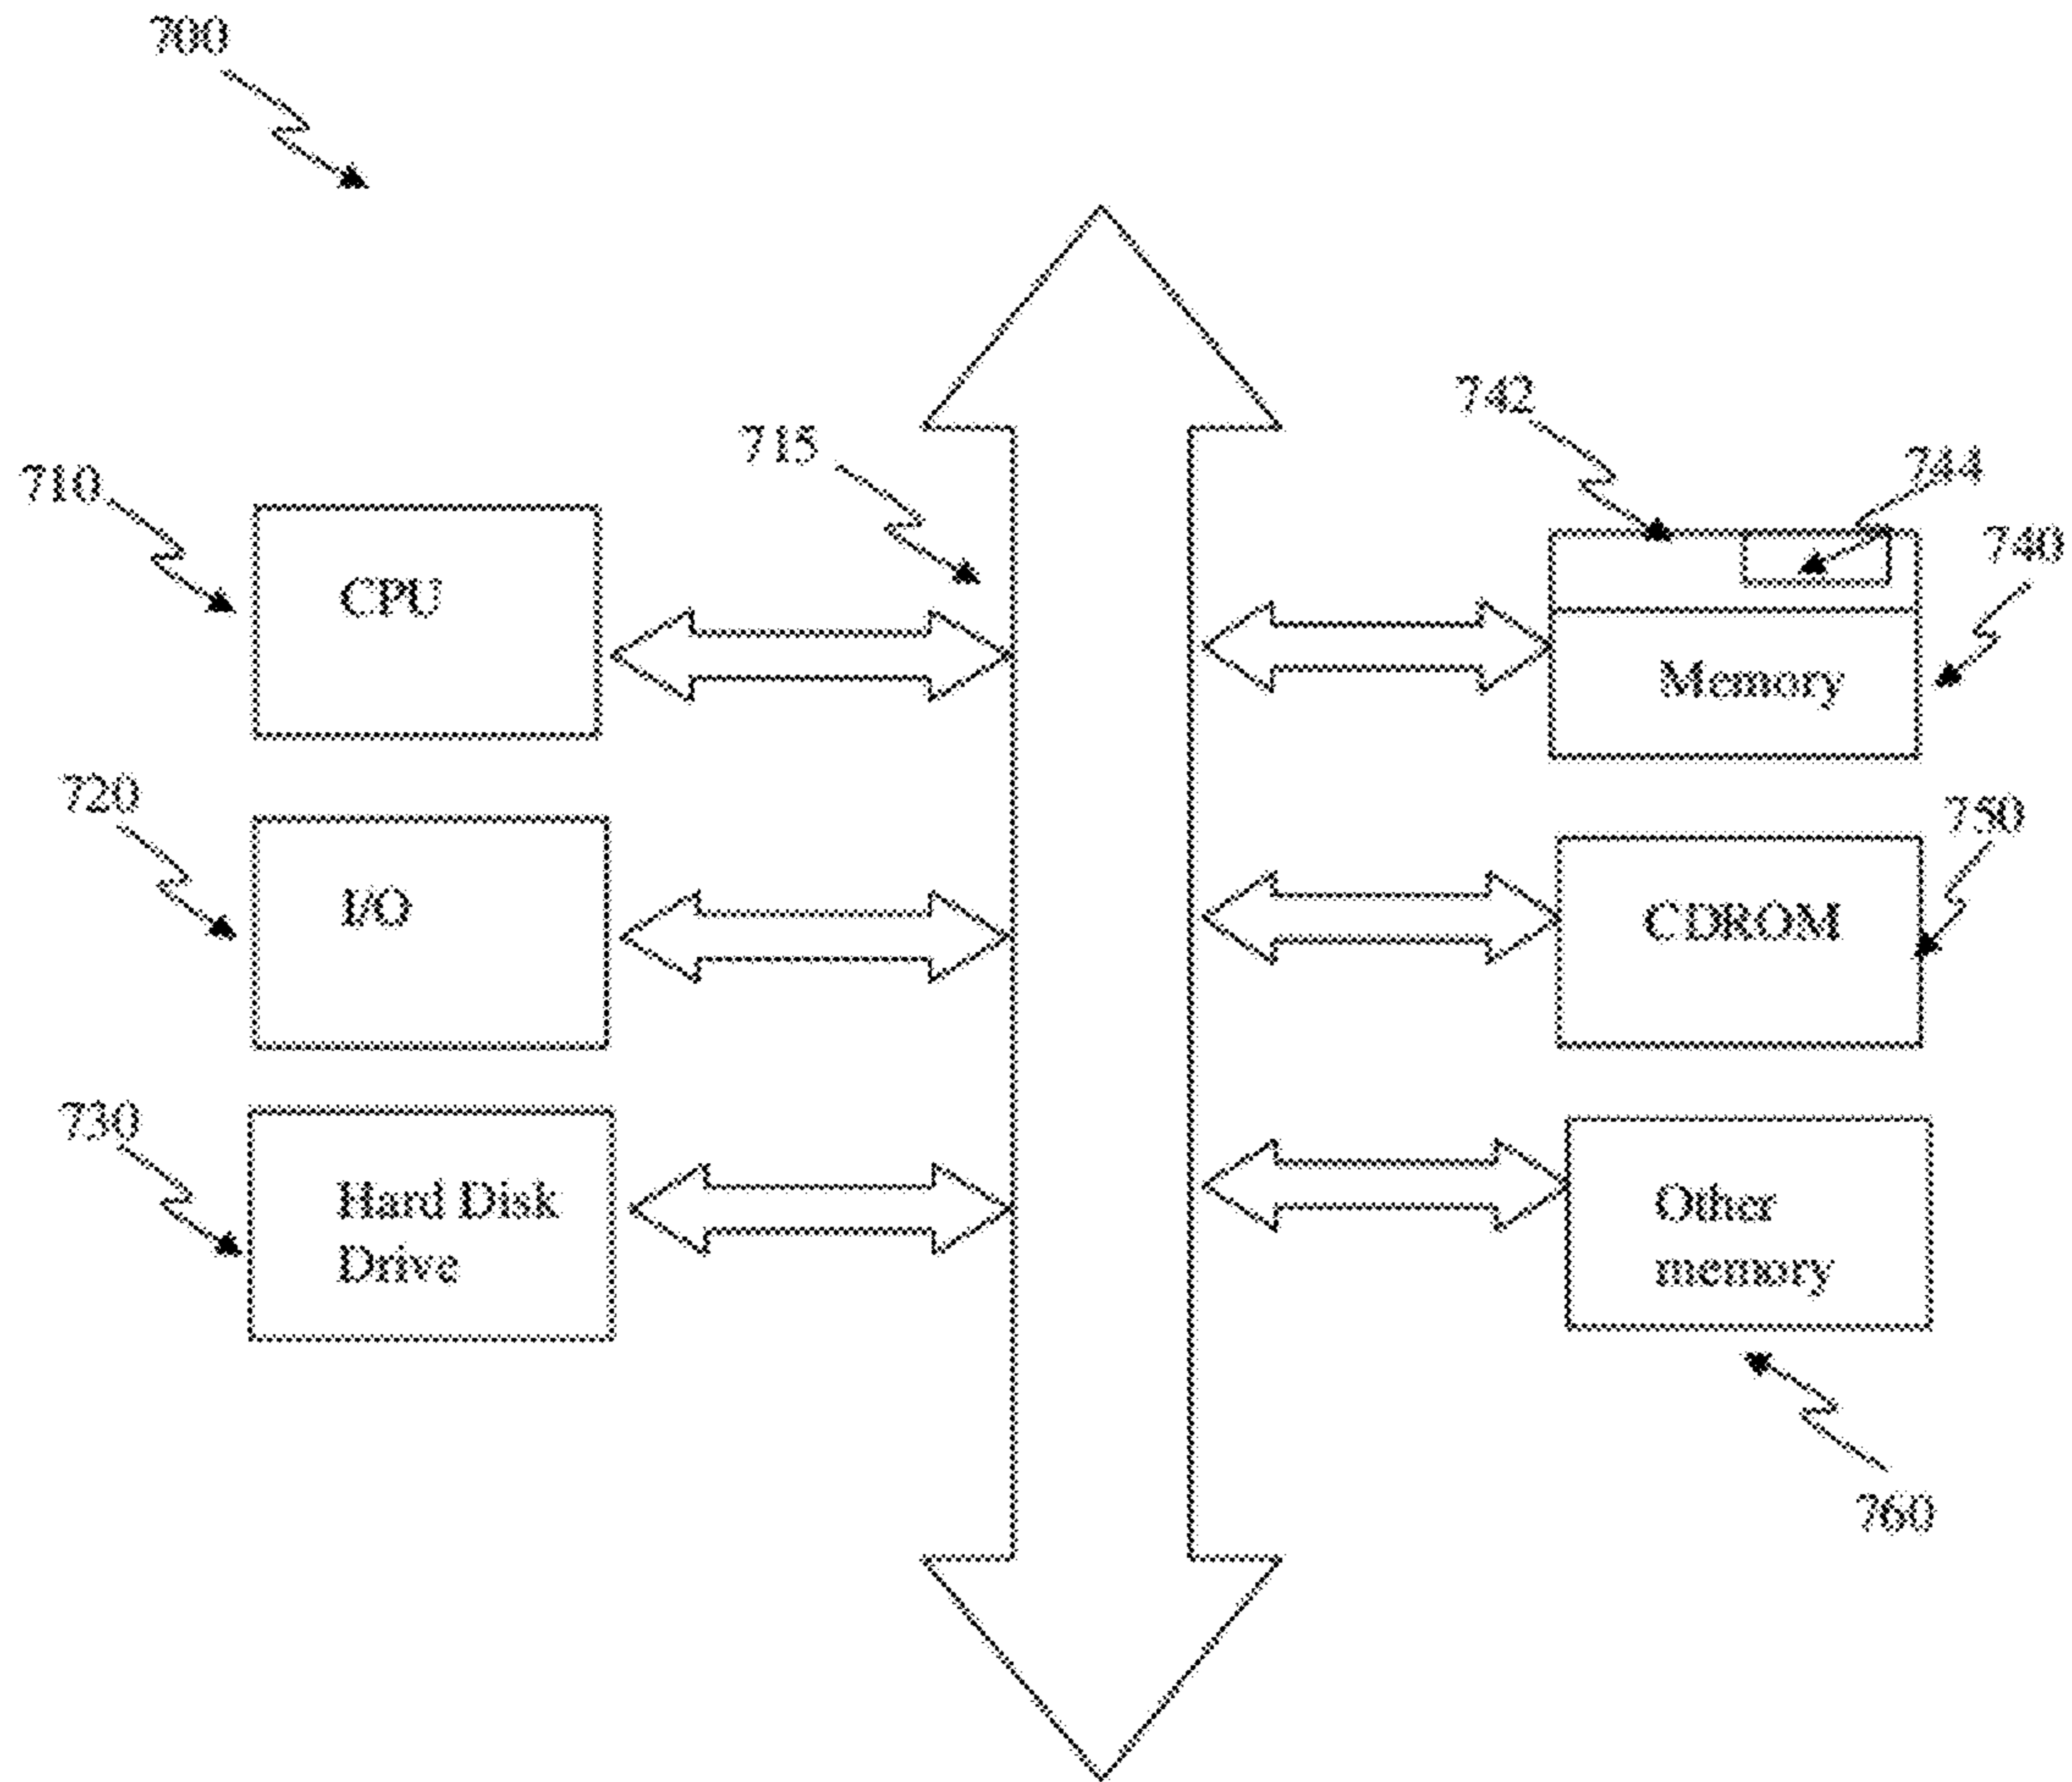 700
742
715
744
710
740
CPU
Memory
720
750
I/O
CDROM
730
Hard Disk
Drive
Other
memory
760